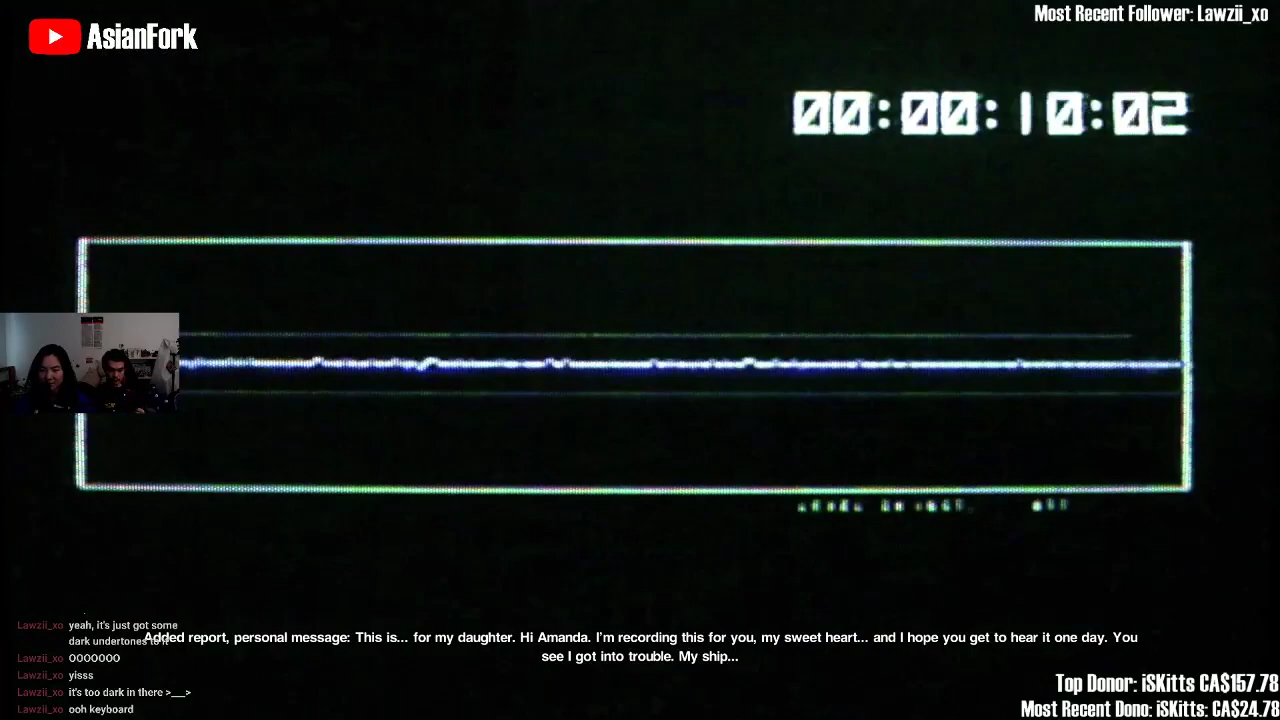 AsianFork
Most Recent Follower: Lawzii_xo
00:00:10:02
Lawzii_xo yeah, it's just got some
dark undertones to it
Added report, personal message: This is... for my daughter. Hi Amanda. I'm recording this for you, my sweet heart... and I hope you get to hear it one day. You
see I got into trouble. My ship...
Lawzii_xo OOOOOOO
Lawzii_xo yisss
Lawzii_xo it's too dark in there >___>
Lawzii_xo ooh keyboard
Top Donor: iSKitts CA$157.78
Most Recent Dono: iSKitts: CA$24.78